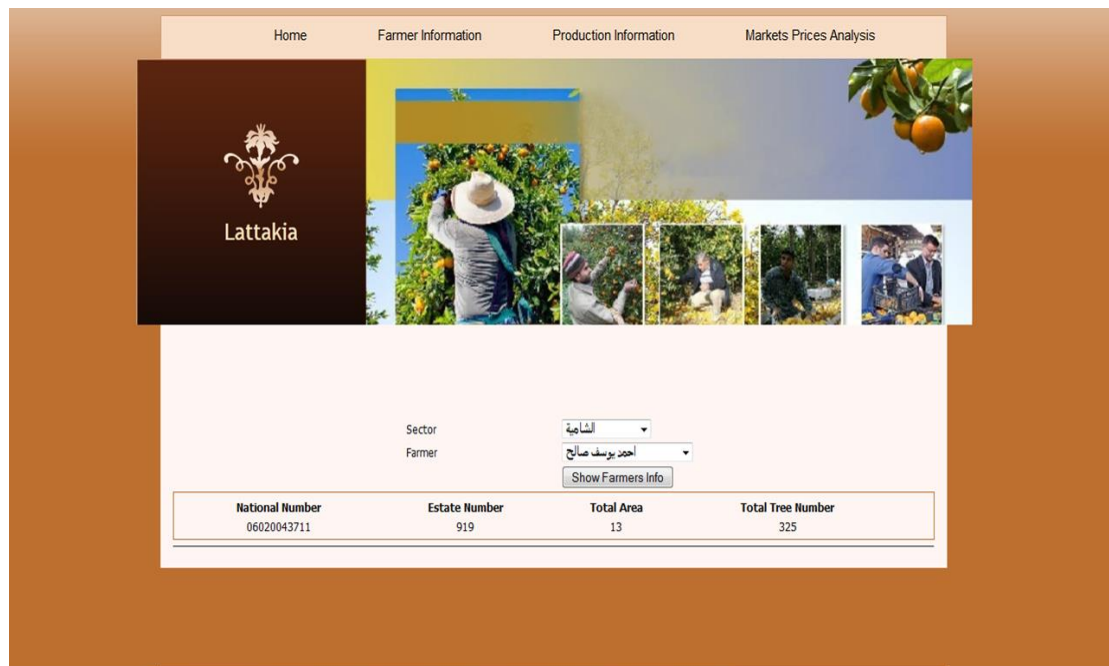 Home Farmer Information Production Information Markets Prices Analysis
Lattakia
Sector الشامية
Farmer احمد يوسف صالح
Show Farmers Info
National Number Estate Number Total Area Total Tree Number
06020043711 919 13 325